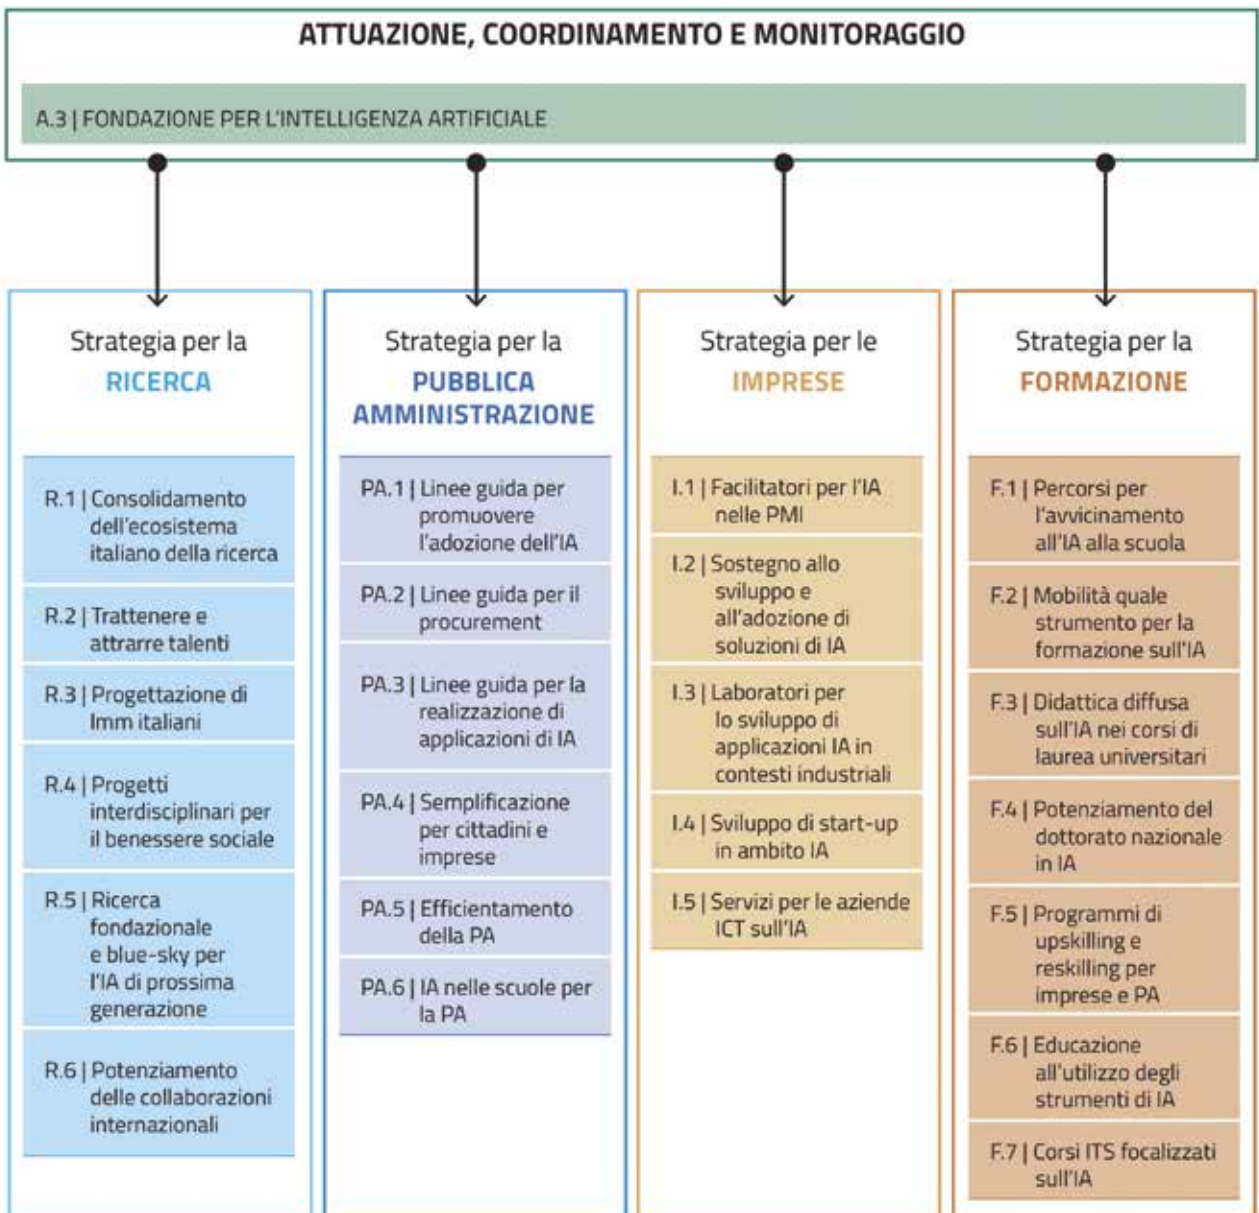 ATTUAZIONE, COORDINAMENTO E MONITORAGGIO
A.3 | FONDAZIONE PER L'INTELLIGENZA ARTIFICIALE
Strategia per la
RICERCA
R.1 | Consolidamento
dell'ecosistema
italiano della ricerca
R.2 | Trattenere e
attrarre talenti
R.3 | Progettazione di
lmm italiani
R.4 | Progetti
interdisciplinari per
il benessere sociale
R.5 | Ricerca
fondazionale
e blue-sky per
l'IA di prossima
generazione
R.6 | Potenziamento
delle collaborazioni
internazionali
Strategia per la
PUBBLICA
AMMINISTRAZIONE
PA.1 | Linee guida per
promuovere
l'adozione dell'IA
PA.2 | Linee guida per il
procurement
PA.3 | Linee guida per la
realizzazione di
applicazioni di IA
PA.4 | Semplificazione
per cittadini e
imprese
PA.5 | Efficientamento
della PA
PA.6 | IA nelle scuole per
la PA
Strategia per le
IMPRESE
I.1 | Facilitatori per l'IA
nelle PMI
I.2 | Sostegno allo
sviluppo e
all'adozione di
soluzioni di IA
I.3 | Laboratori per
lo sviluppo di
applicazioni IA in
contesti industriali
I.4 | Sviluppo di start-up
in ambito IA
I.5 | Servizi per le aziende
ICT sull'IA
Strategia per la
FORMAZIONE
F.1 | Percorsi per
l'avvicinamento
all'IA alla scuola
F.2 | Mobilità quale
strumento per la
formazione sull'IA
F.3 | Didattica diffusa
sull'IA nei corsi di
laurea universitari
F.4 | Potenziamento del
dottorato nazionale
in IA
F.5 | Programmi di
upskilling e
reskilling per
imprese e PA
F.6 | Educazione
all'utilizzo degli
strumenti di IA
F.7 | Corsi ITS focalizzati
sull'IA